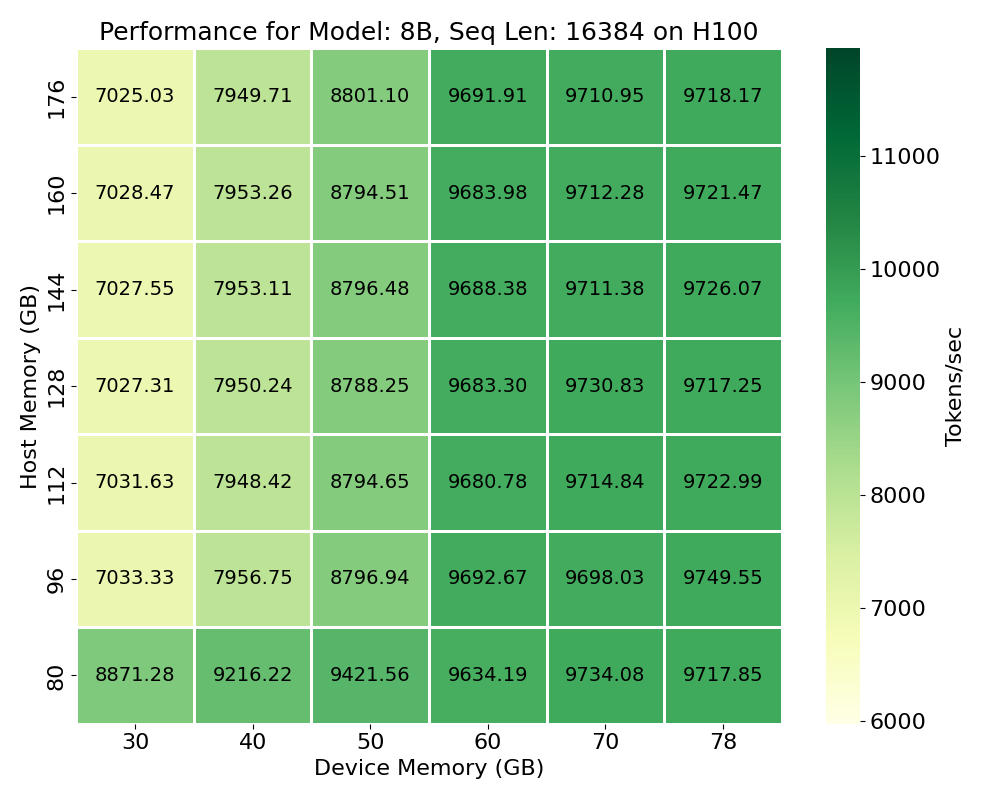 Performance for Model: 8B, Seq Len: 16384 on H100
176 7025.03 7949.71 8801.10 9691.91 9710.95 9718.17
160 7028.47 7953.26 8794.51 9683.98 9712.28 9721.47
144 7027.55 7953.11 8796.48 9688.38 9711.38 9726.07
128 7027.31 7950.24 8788.25 9683.30 9730.83 9717.25
112 7031.63 7948.42 8794.65 9680.78 9714.84 9722.99
96 7033.33 7956.75 8796.94 9692.67 9698.03 9749.55
80 8871.28 9216.22 9421.56 9634.19 9734.08 9717.85
30 40 50 60 70 78
Device Memory (GB)
Host Memory (GB)
11000
10000
9000
8000
7000
6000
Tokens/sec